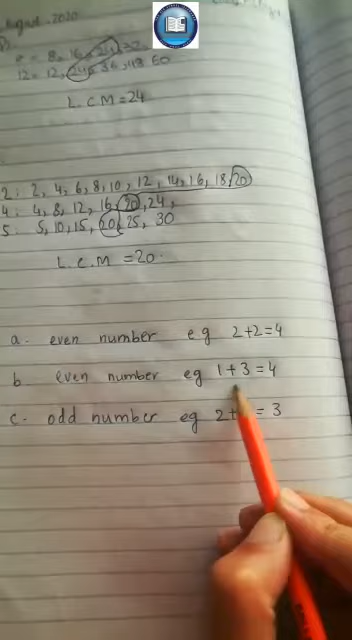 August, 2020
8, 16, 24, 32,
12 = 12, 24, 36, 48 60
L.C.M = 24
2: 2, 4, 6, 8, 10, 12, 14, 16, 18, 20
4: 4, 8, 12, 16, 20, 24,
5: 5, 10, 15, 20, 25, 30
L.C.M = 20.
a. even number eg 2+2=4
b. even number eg 1+3=4
c. odd number eg 2+ = 3